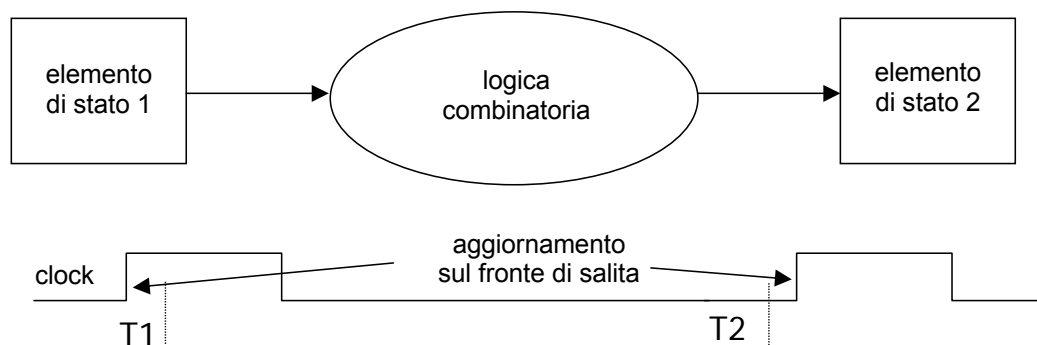 elemento
di stato 1
logica
combinatoria
elemento
di stato 2
clock
aggiornamento
sul fronte di salita
T1
T2